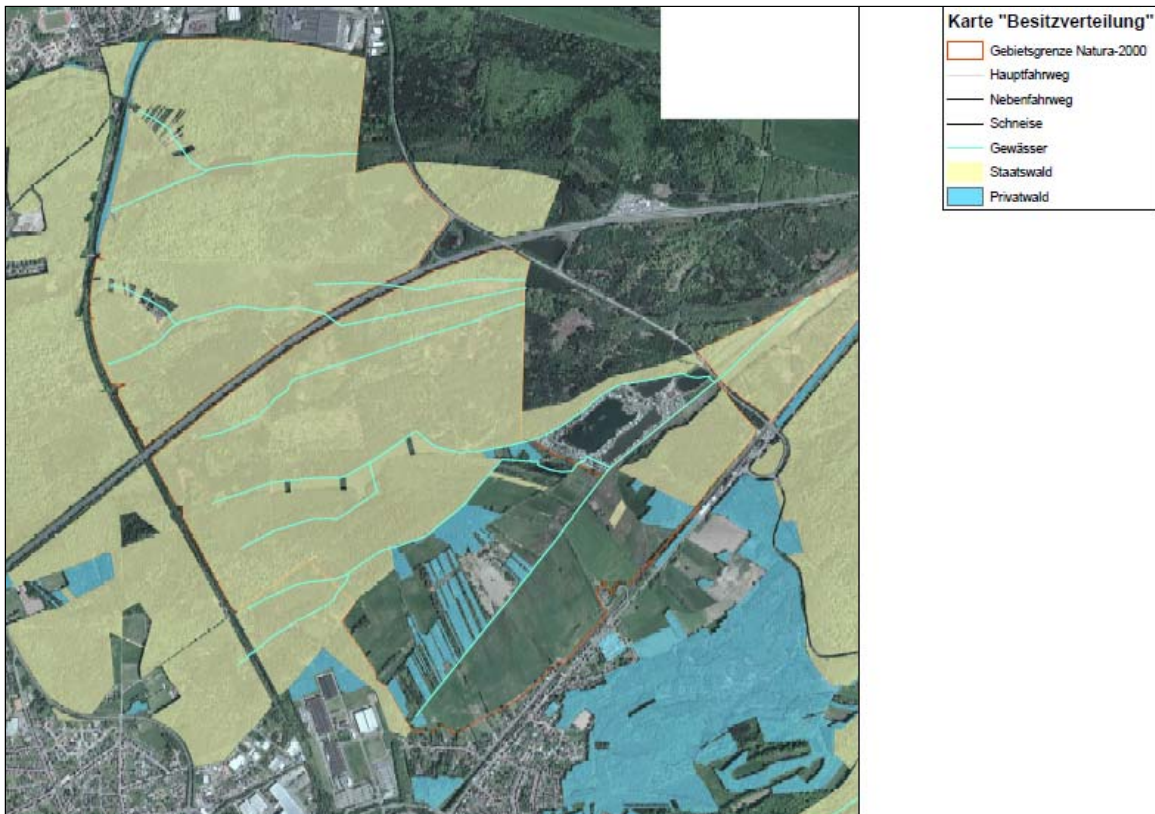 Karte "Besitzverteilung"
Gebietsgrenze Natura-2000
Hauptfahrweg
Nebenfahrweg
Schneise
Gewässer
Staatswald
Privatwald